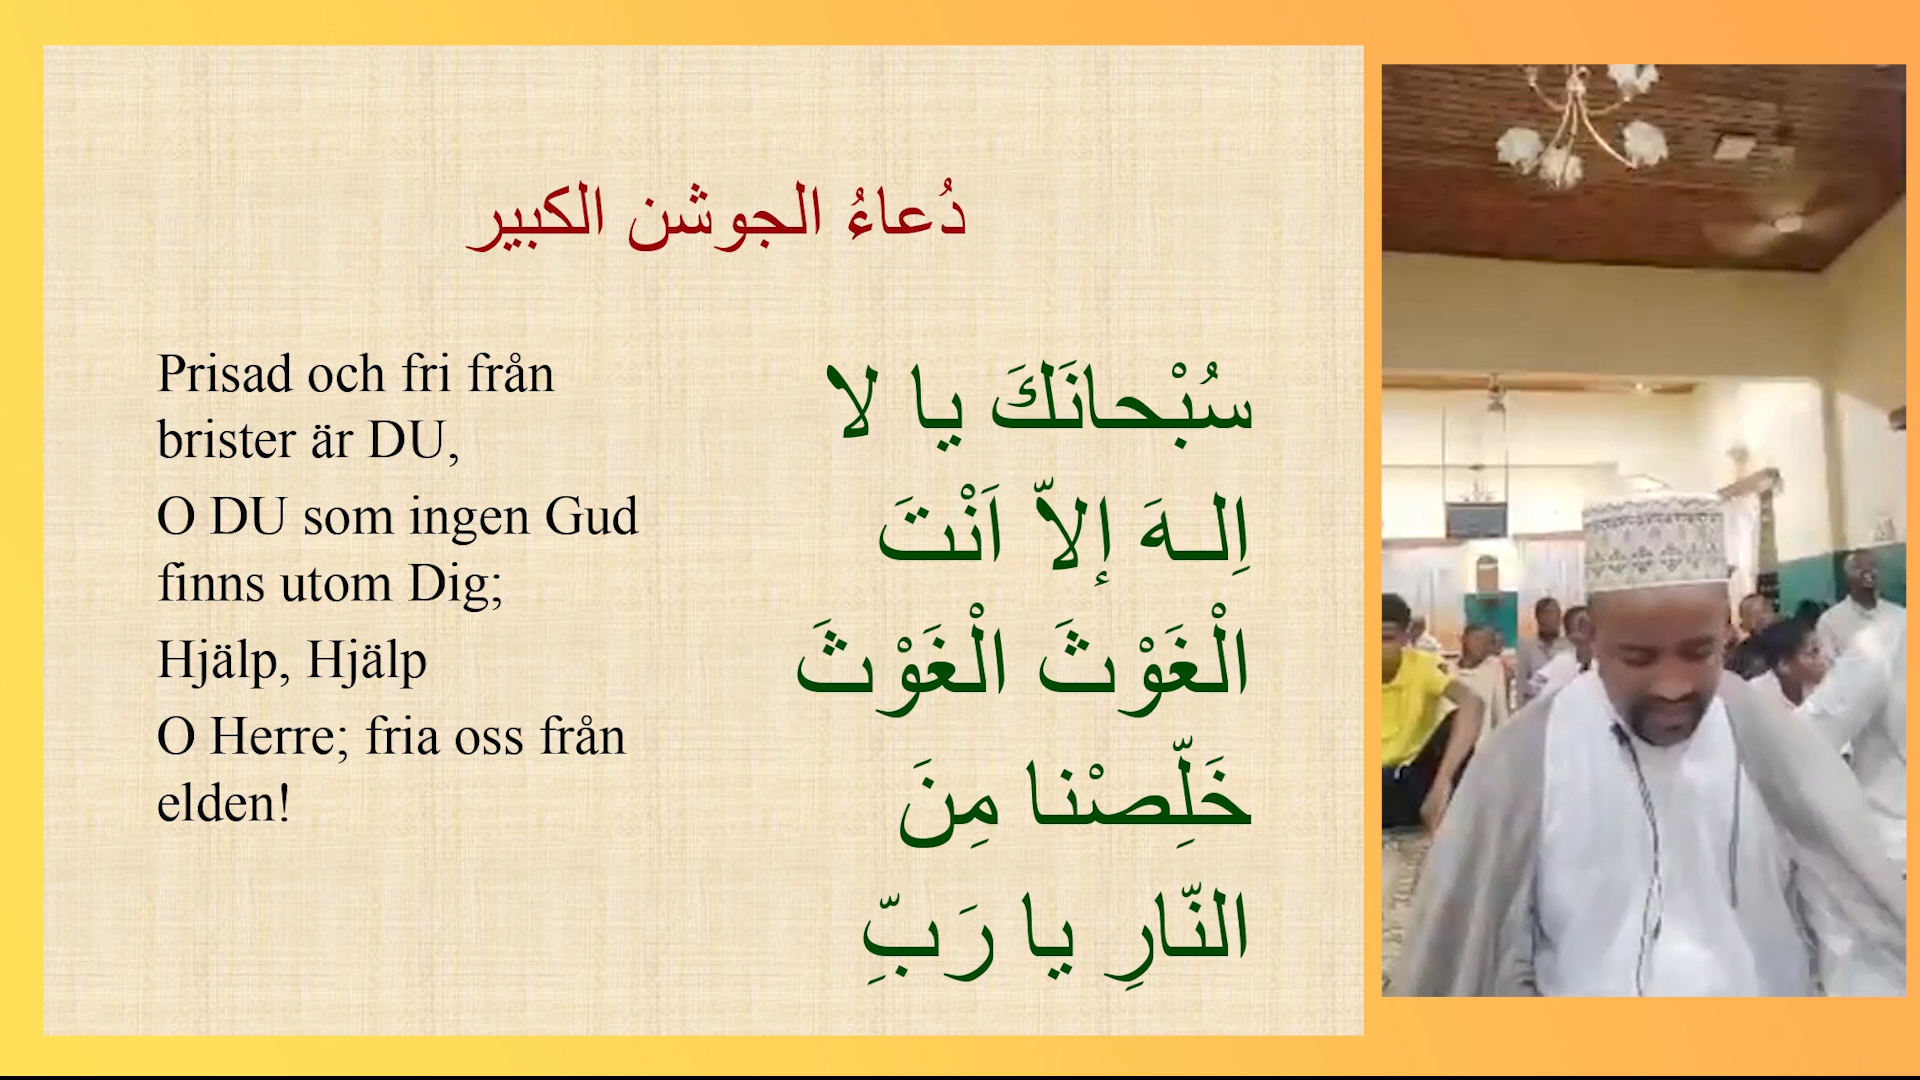 دُعاءُ الجوشن الكبير
Prisad och fri från
brister är DU,
O DU som ingen Gud
finns utom Dig;
Hjälp, Hjälp
O Herre; fria oss från
elden!
سُبْحانَكَ يا لا
اِلـهَ إلاّ اَنْتَ
الْغَوْثَ الْغَوْثَ
خَلِّصْنا مِنَ
النّارِ يا رَبِّ